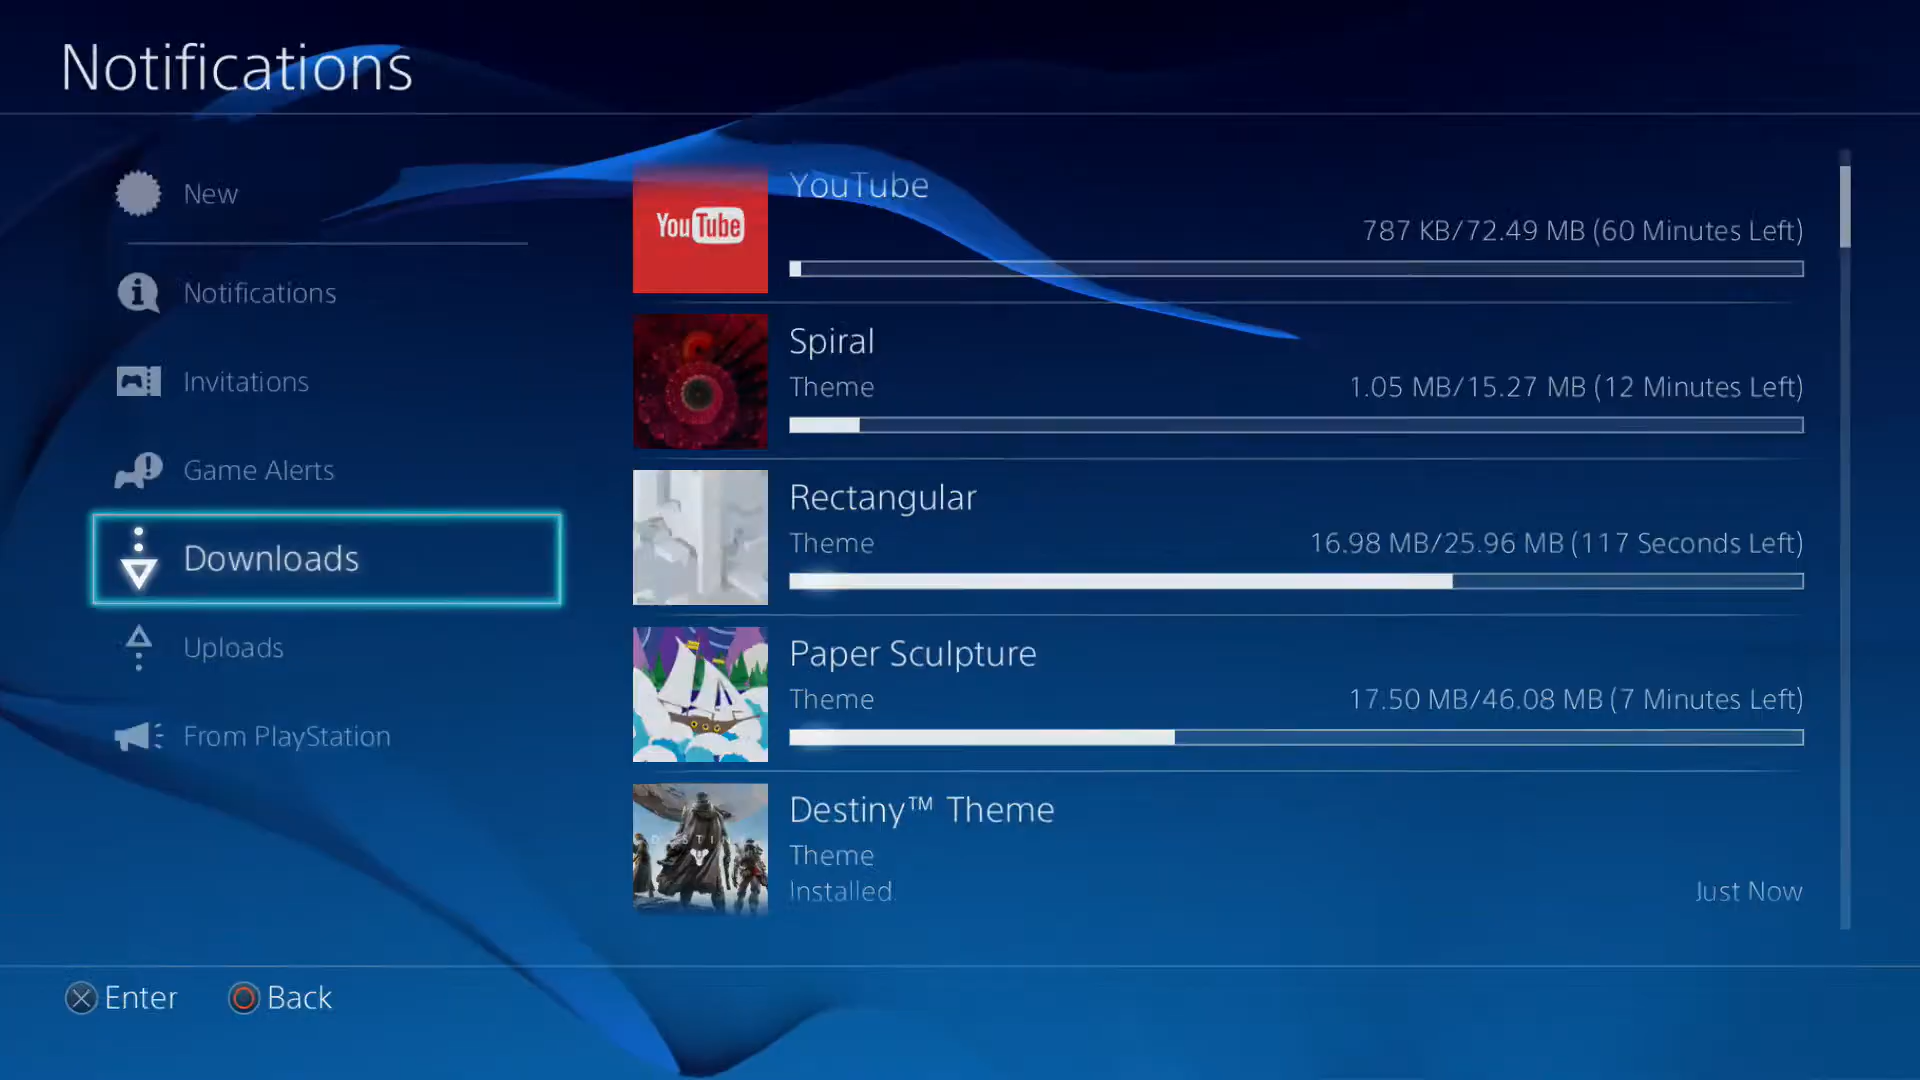 Notifications
New
Notifications
Invitations
Game Alerts
Downloads
Uploads
From PlayStation
YouTube
YouTube
787 KB/72.49 MB (60 Minutes Left)
Spiral
Theme
1.05 MB/15.27 MB (12 Minutes Left)
Rectangular
Theme
16.98 MB/25.96 MB (117 Seconds Left)
Paper Sculpture
Theme
17.50 MB/46.08 MB (7 Minutes Left)
DESTINY
Destiny™ Theme
Theme
Installed.
Just Now
Enter
Back